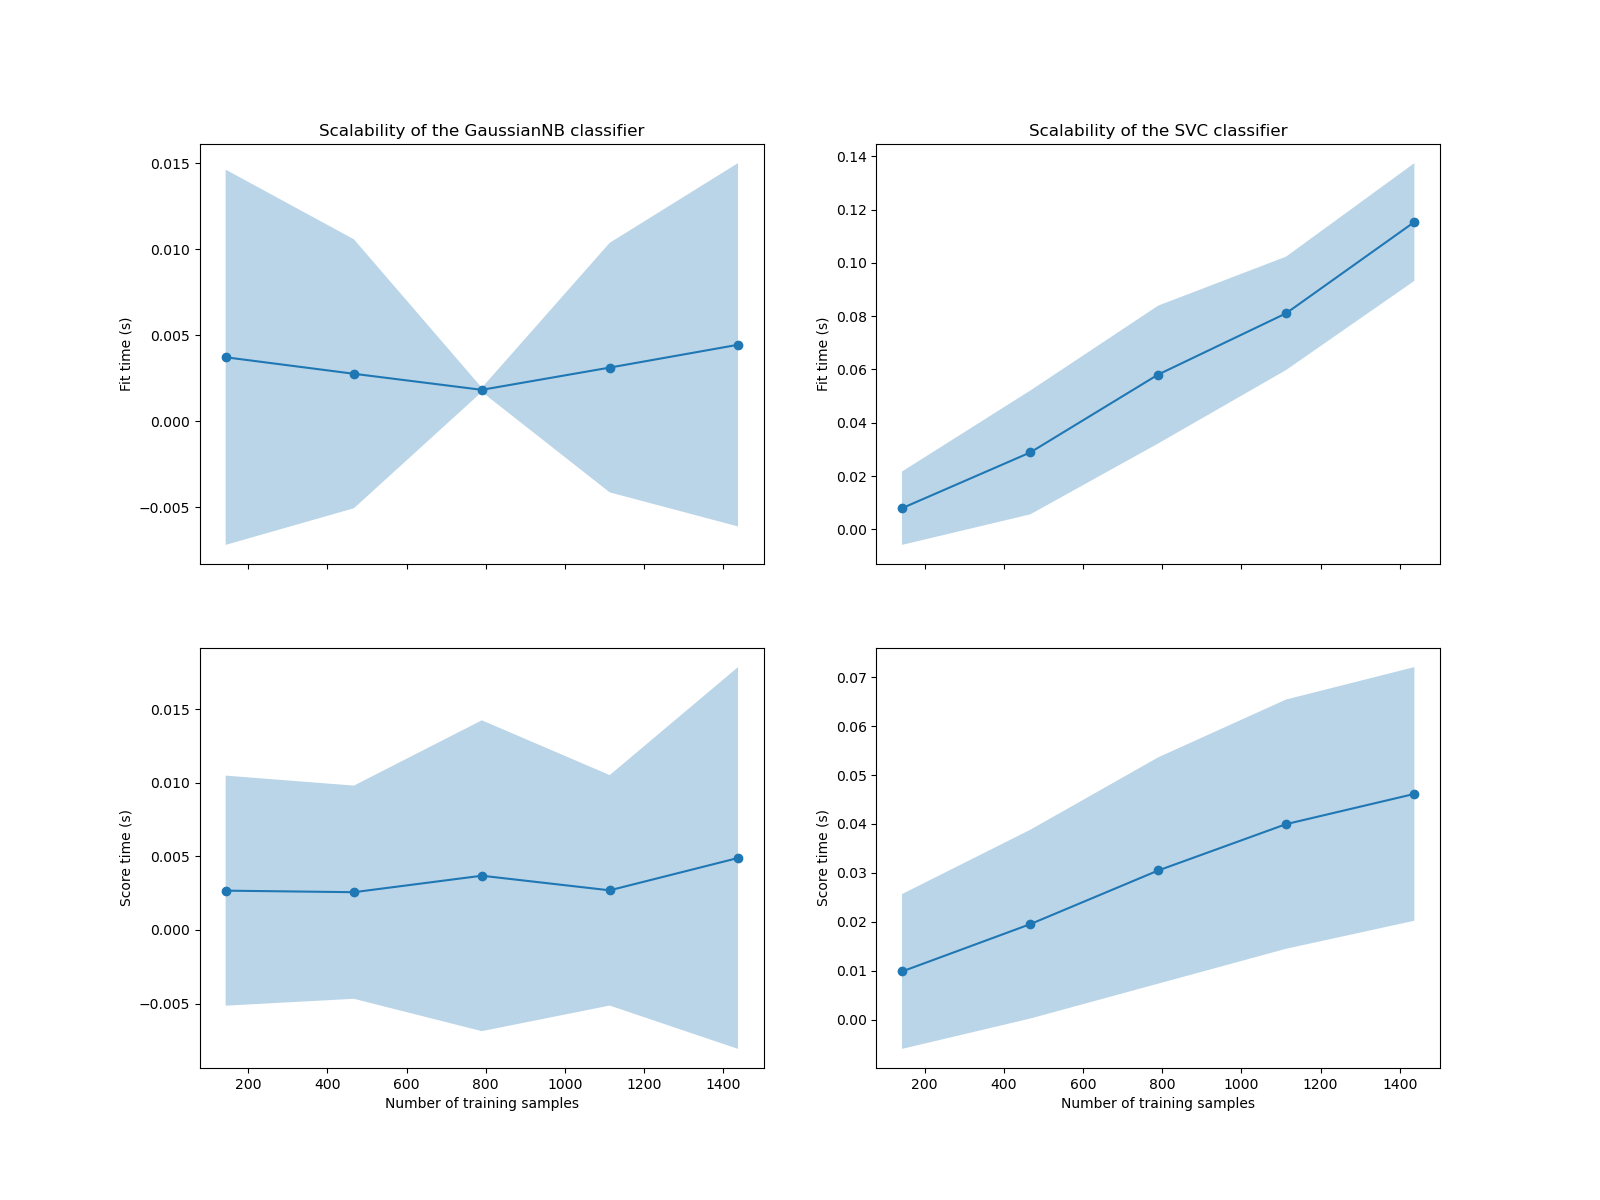 Scalability of the GaussianNB classifier
0.015
0.010
0.005
0.000
−0.005
Fit time (s)
Scalability of the SVC classifier
0.14
0.12
0.10
0.08
0.06
0.04
0.02
0.00
Fit time (s)
0.015
0.010
0.005
0.000
−0.005
Score time (s)
200 400 600 800 1000 1200 1400
Number of training samples
0.07
0.06
0.05
0.04
0.03
0.02
0.01
0.00
Score time (s)
200 400 600 800 1000 1200 1400
Number of training samples